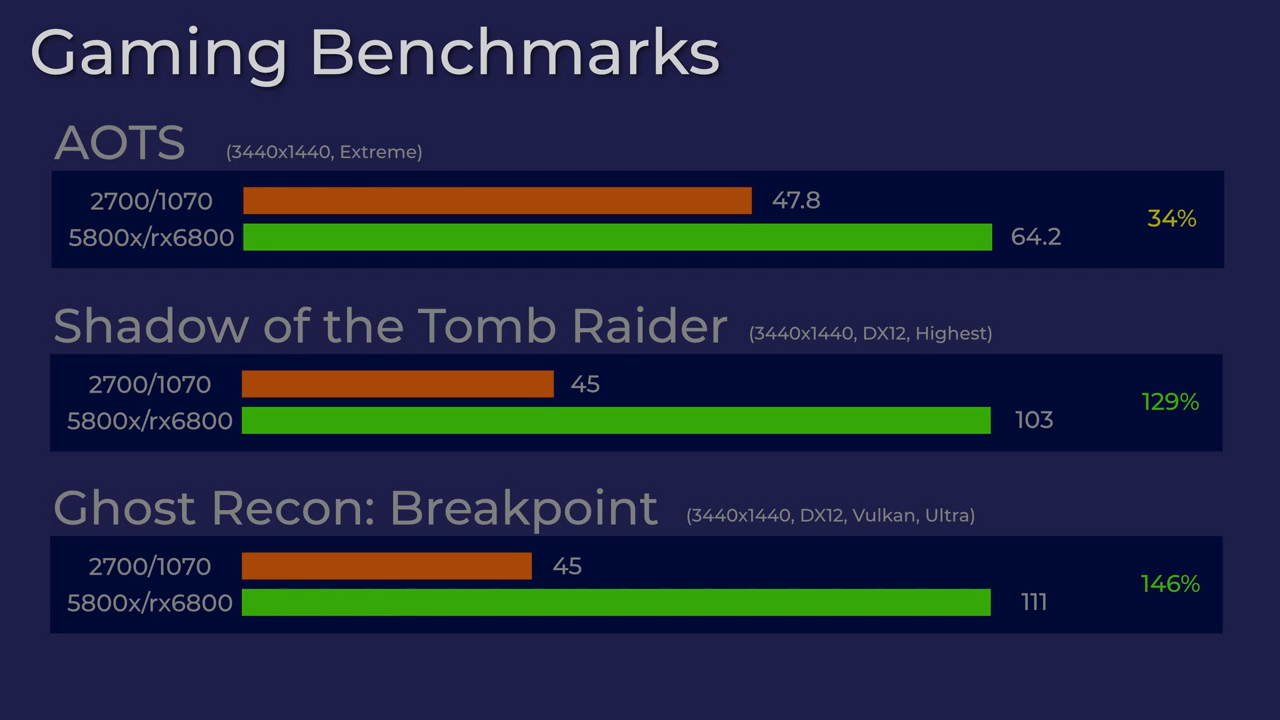 Gaming Benchmarks
AOTS (3440x1440, Extreme)
2700/1070 47.8
5800x/rx6800 64.2
34%
Shadow of the Tomb Raider (3440x1440, DX12, Highest)
2700/1070 45
5800x/rx6800 103
129%
Ghost Recon: Breakpoint (3440x1440, DX12, Vulkan, Ultra)
2700/1070 45
5800x/rx6800 111
146%